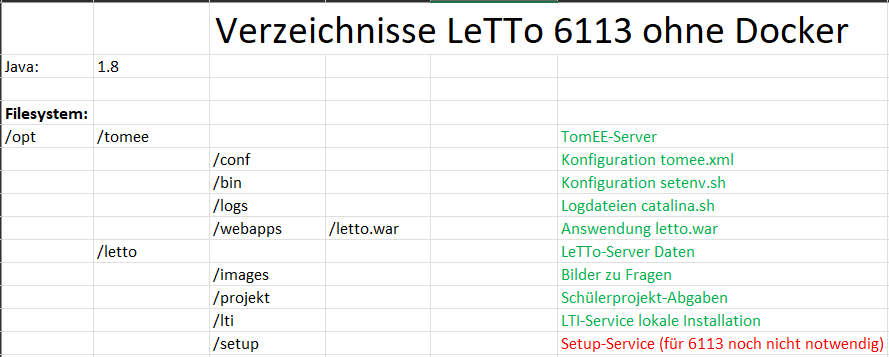 Verzeichnisse LeTTo 6113 ohne Docker
Java: 1.8
Filesystem:
/opt /tomee TomEE-Server
/conf Konfiguration tomee.xml
/bin Konfiguration setenv.sh
/logs Logdateien catalina.sh
/webapps /letto.war Anwendung letto.war
/letto LeTTo-Server Daten
/images Bilder zu Fragen
/projekt Schülerprojekt-Abgaben
/lti LTI-Service lokale Installation
/setup Setup-Service (für 6113 noch nicht notwendig)